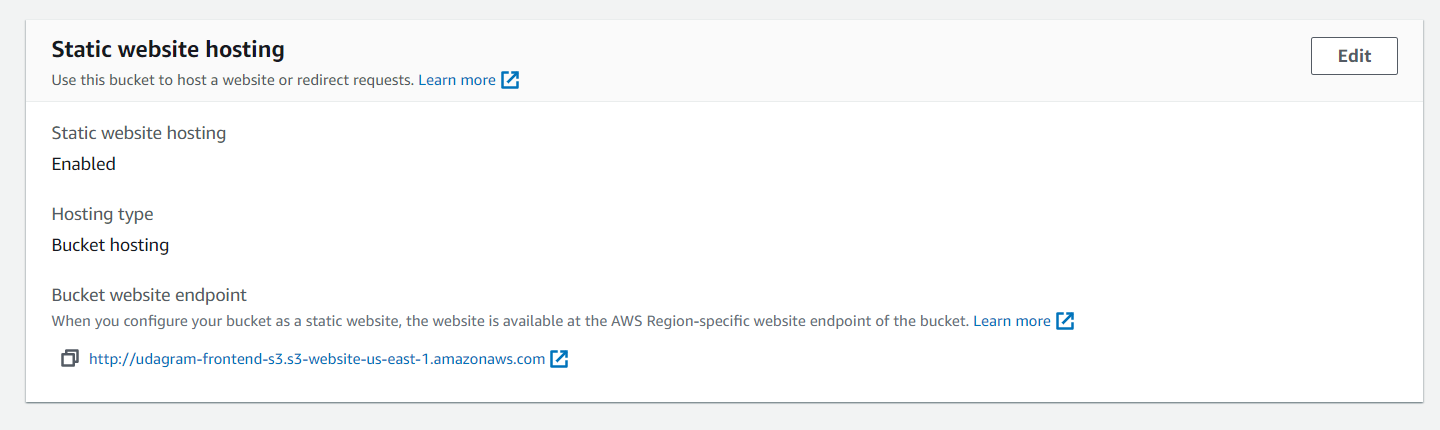 Static website hosting
Edit
Use this bucket to host a website or redirect requests. Learn more
Static website hosting
Enabled
Hosting type
Bucket hosting
Bucket website endpoint
When you configure your bucket as a static website, the website is available at the AWS Region-specific website endpoint of the bucket. Learn more
http://udagram-frontend-s3.s3-website-us-east-1.amazonaws.com